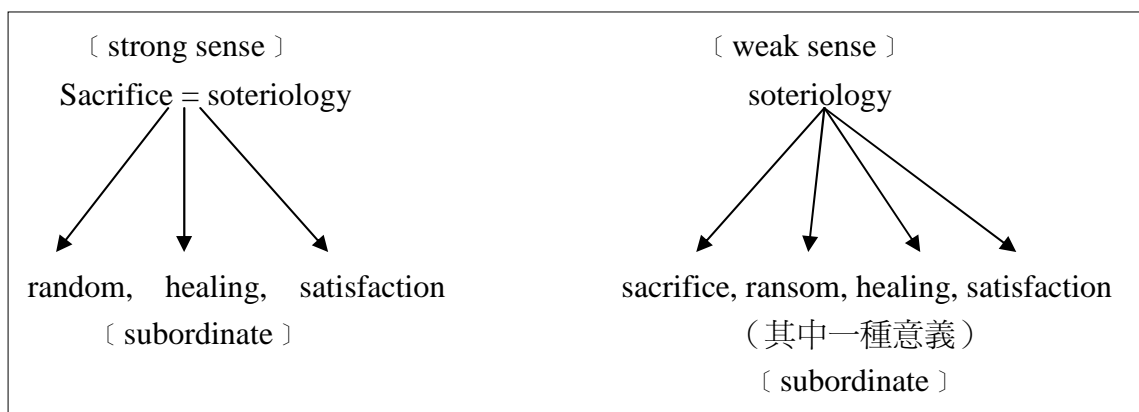 〔 strong sense 〕
Sacrifice = soteriology
random, healing, satisfaction
〔 subordinate 〕
〔 weak sense 〕
soteriology
sacrifice, ransom, healing, satisfaction
（其中一種意義）
〔 subordinate 〕